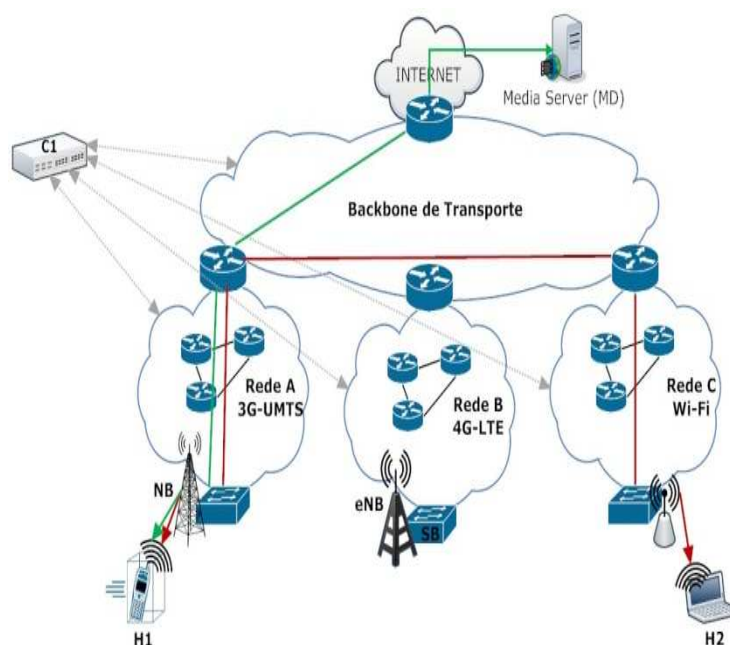 INTERNET
Media Server (MD)
C1
Backbone de Transporte
Rede A
3G-UMTS
Rede B
4G-LTE
Rede C
Wi-Fi
NB
eNB
SB
H1
H2